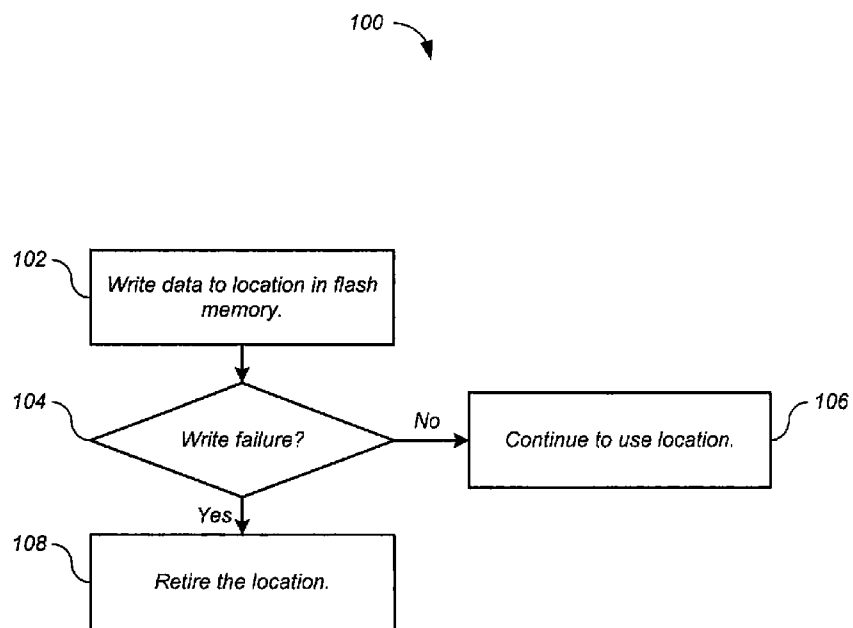 100
102
Write data to location in flash
memory.
104
Write failure?
No
Continue to use location.
106
Yes
108
Retire the location.